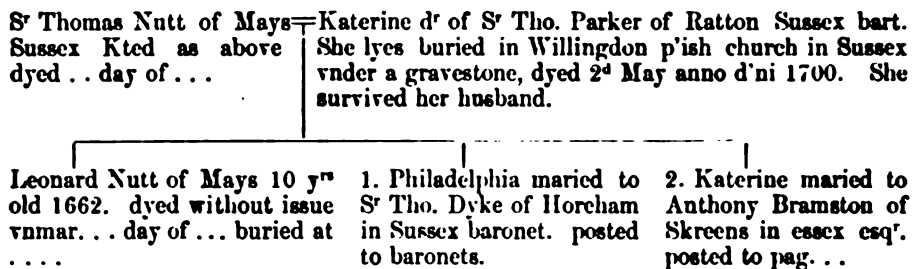 Sʳ Thomas Nutt of Mays
Sussex Kted as above
dyed . . day of . . .
Katerine dʳ of Sʳ Tho. Parker of Ratton Sussex bart.
She lyes buried in Willingdon p'ish church in Sussex
vnder a gravestone, dyed 2ᵈ May anno d'ni 1700. She
survived her husband.
Leonard Nutt of Mays 10 yʳˢ
old 1662. dyed without issue
vnmar. . . day of ... buried at
. . . .
1. Philadelphia maried to
Sʳ Tho. Dyke of Horeham
in Sussex baronet. posted
to baronets.
2. Katerine maried to
Anthony Bramston of
Skreens in essex esqʳ.
posted to pag. . .